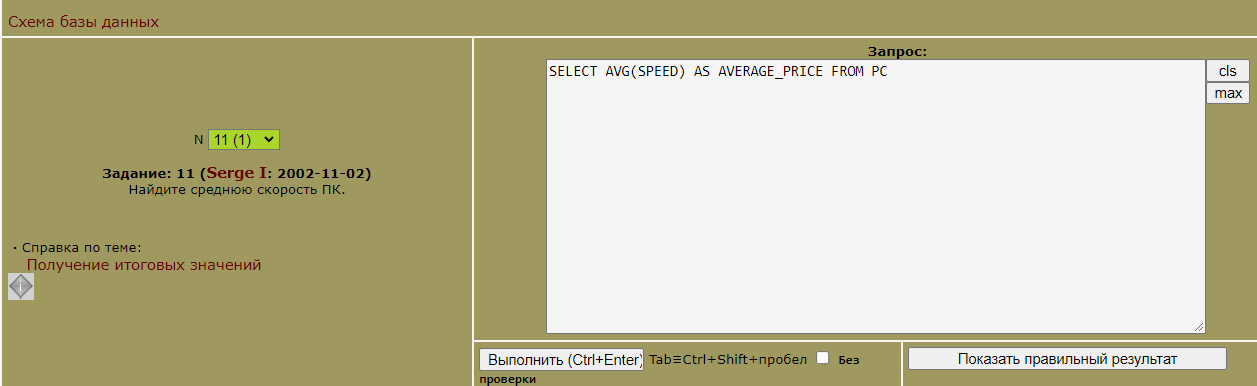 Схема базы данных
N 11 (1)
Задание: 11 (Serge I: 2002-11-02)
Найдите среднюю скорость ПК.
· Справка по теме:
Получение итоговых значений
Запрос:
SELECT AVG(SPEED) AS AVERAGE_PRICE FROM PC
cls
max
Выполнить (Ctrl+Enter) Tab≡Ctrl+Shift+пробел Без
проверки
Показать правильный результат